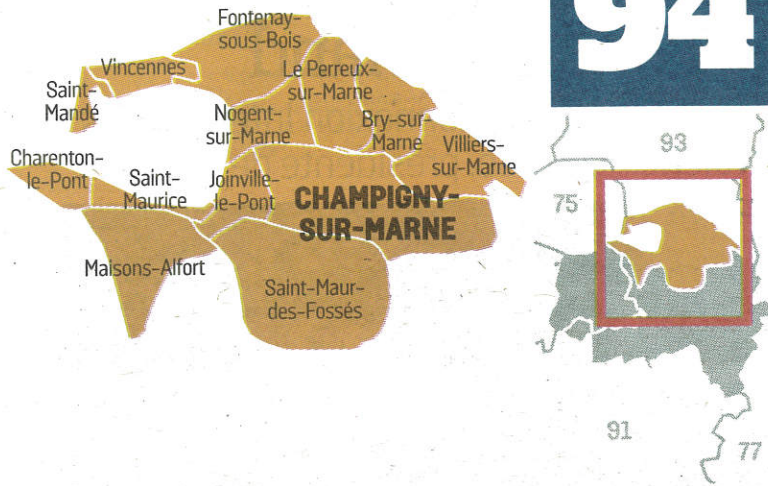 94
Fontenay-
sous-Bois
Vincennes
Le Perreux-
sur-Marne
Saint-
Mandé
Nogent-
sur-Marne
Bry-sur-
Marne
Villiers-
sur-Marne
Charenton-
le-Pont
Saint-
Maurice
Joinville-
le-Pont
CHAMPIGNY-
SUR-MARNE
Maisons-Alfort
Saint-Maur-
des-Fossés
93
75
91
77